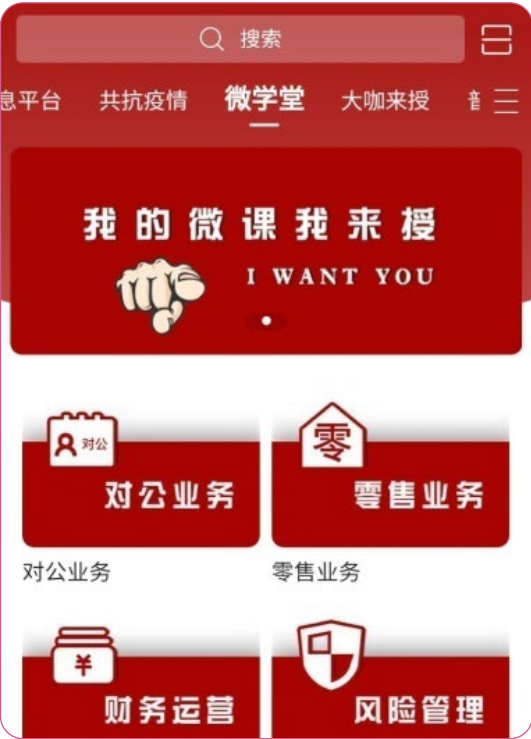 搜索
息平台 共抗疫情 微学堂 大咖来授
我的微课我来授
I WANT YOU
对公
零
对公业务
零售业务
对公业务
零售业务
¥
财务运营
风险管理